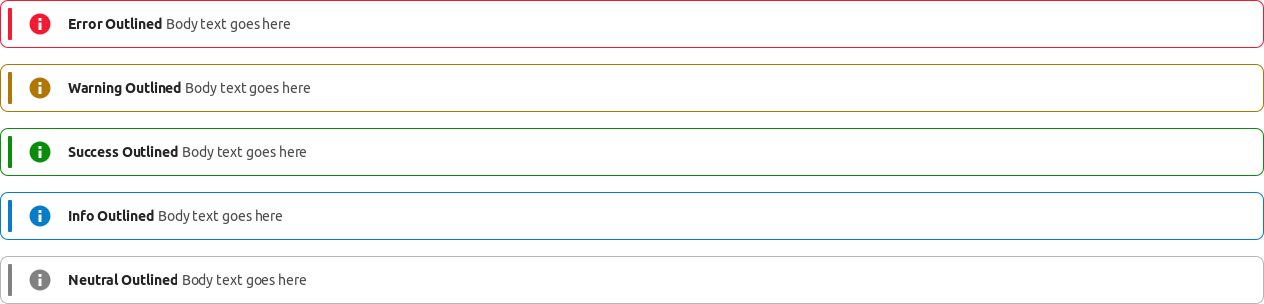 Error Outlined Body text goes here
Warning Outlined Body text goes here
Success Outlined Body text goes here
Info Outlined Body text goes here
Neutral Outlined Body text goes here